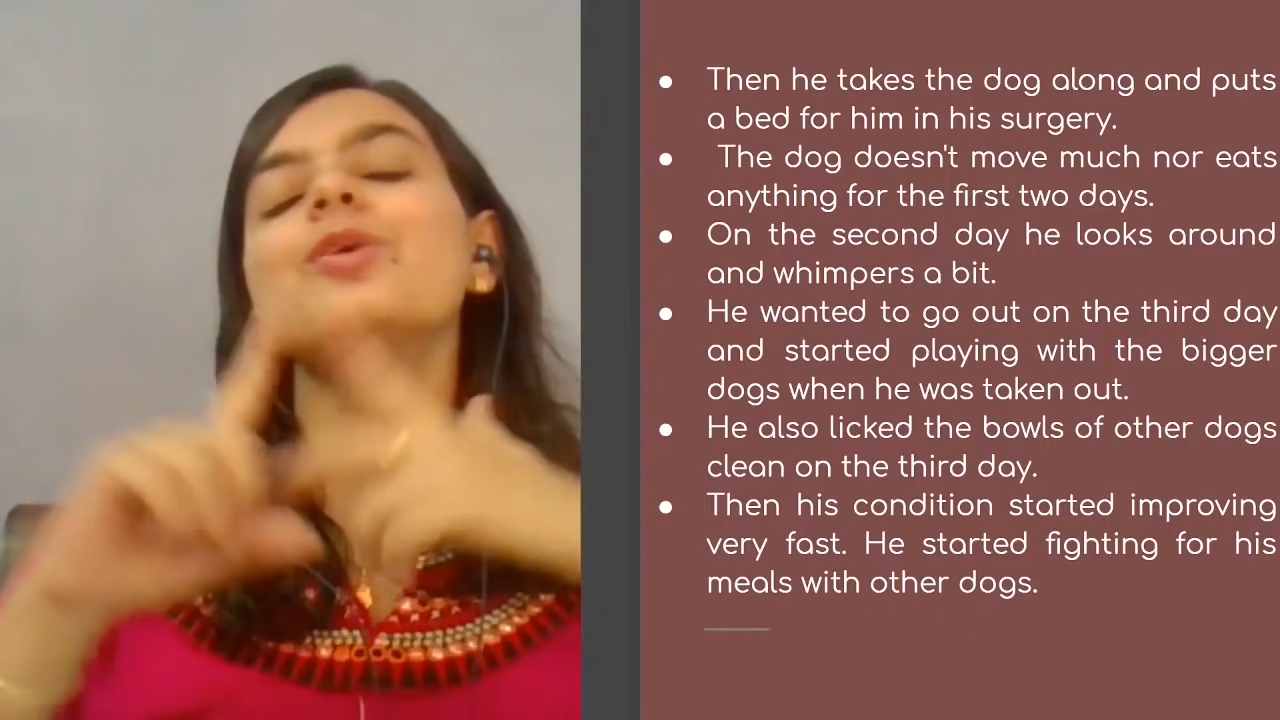 ● Then he takes the dog along and puts
a bed for him in his surgery.
● The dog doesn't move much nor eats
anything for the first two days.
● On the second day he looks around
and whimpers a bit.
● He wanted to go out on the third day
and started playing with the bigger
dogs when he was taken out.
● He also licked the bowls of other dogs
clean on the third day.
● Then his condition started improving
very fast. He started fighting for his
meals with other dogs.